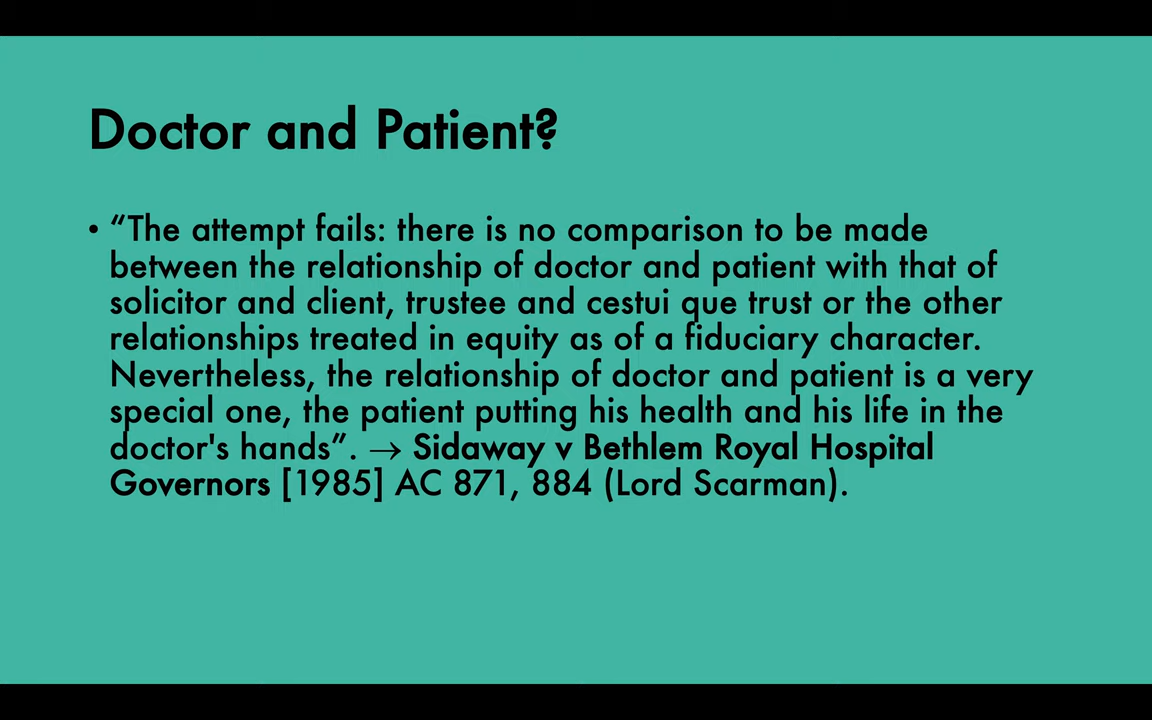 Doctor and Patient?
• “The attempt fails: there is no comparison to be made
between the relationship of doctor and patient with that of
solicitor and client, trustee and cestui que trust or the other
relationships treated in equity as of a fiduciary character.
Nevertheless, the relationship of doctor and patient is a very
special one, the patient putting his health and his life in the
doctor's hands”. → Sidaway v Bethlem Royal Hospital
Governors [1985] AC 871, 884 (Lord Scarman).